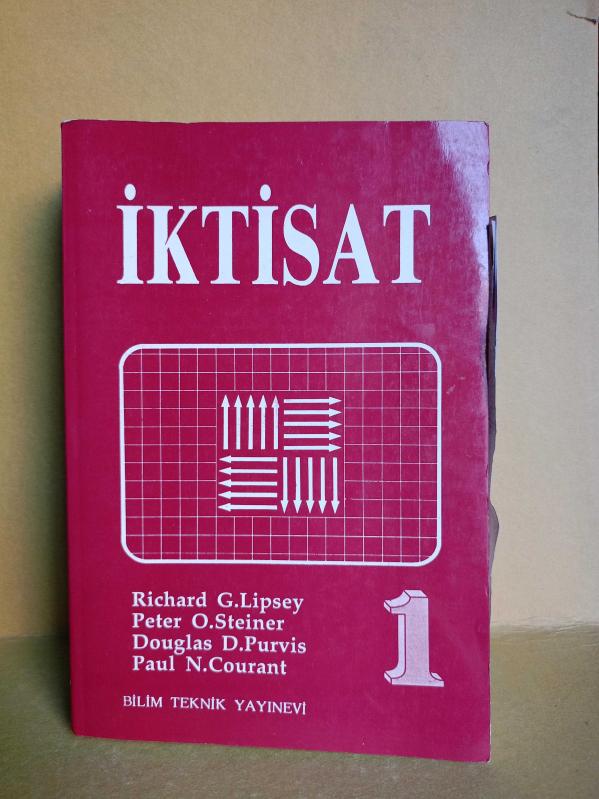 İKTİSAT
Richard G.Lipsey
Peter O.Steiner
Douglas D.Purvis
Paul N.Courant
1
BİLİM TEKNİK YAYINEVİ